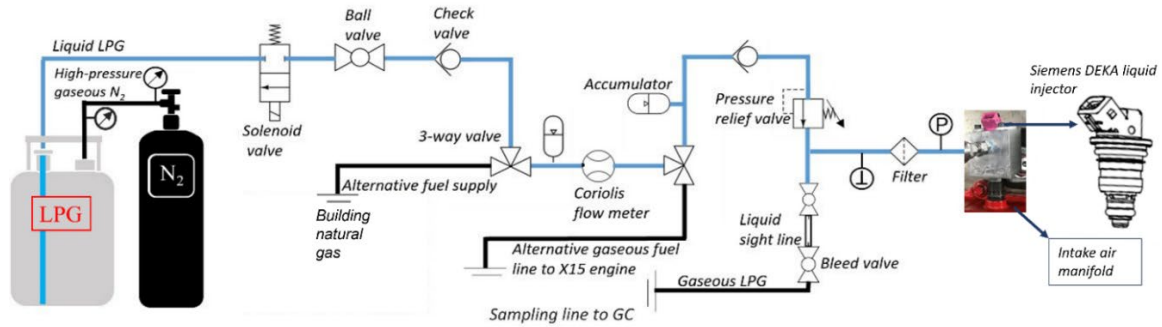 Liquid LPG
High-pressure
gaseous N2
N2
LPG
Solenoid
valve
Ball
valve
Check
valve
3-way valve
Alternative fuel supply
Building
natural
gas
Coriolis
flow meter
Alternative gaseous fuel
line to X15 engine
Accumulator
Pressure
relief valve
Liquid
sight line
Bleed valve
Gaseous LPG
Sampling line to GC
T
Filter
P
Siemens DEKA liquid
injector
Intake air
manifold